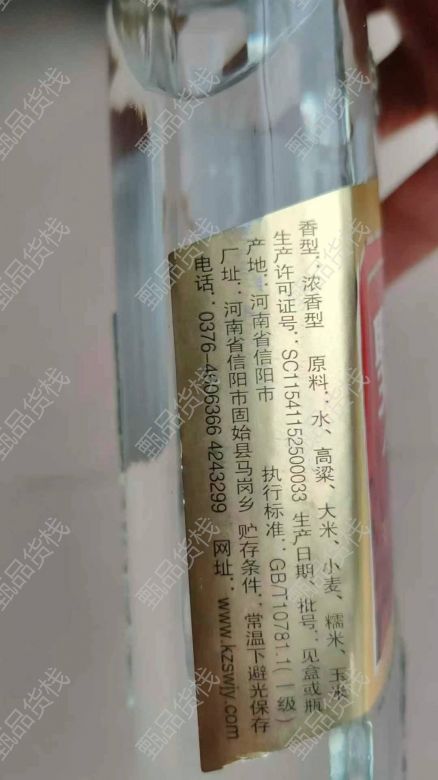 香型：浓香型 原料：水、高粱、大米、小麦、糯米、玉米
生产许可证号：SC11541152500033 生产日期、批号：见盒或瓶
产地：河南省信阳市 执行标准：GB/T10781.1(一级)
厂址：河南省信阳市固始县马岗乡 贮存条件：常温下避光保存
电话：0376-4606366 4243299 网址：www.kzswjy.com
甄品货栈